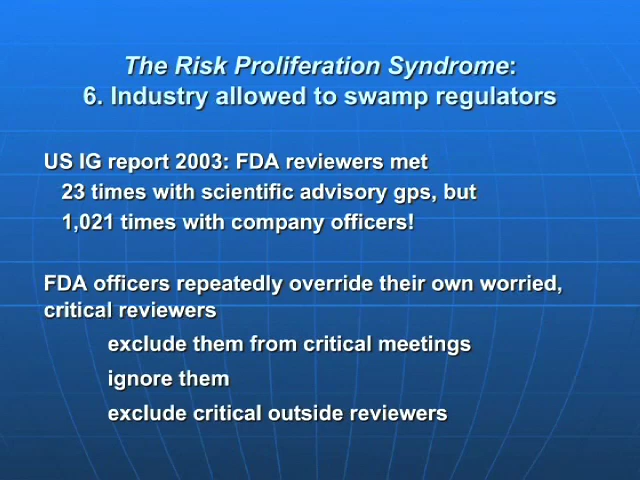 The Risk Proliferation Syndrome:
6. Industry allowed to swamp regulators
US IG report 2003: FDA reviewers met
23 times with scientific advisory gps, but
1,021 times with company officers!
FDA officers repeatedly override their own worried,
critical reviewers
exclude them from critical meetings
ignore them
exclude critical outside reviewers